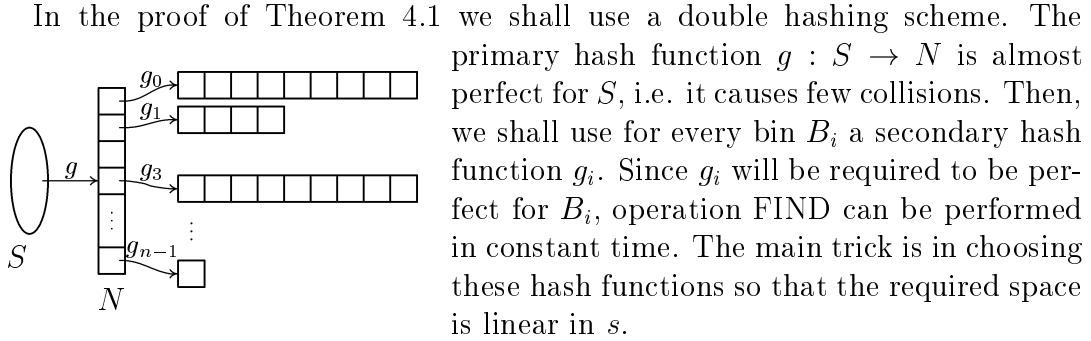 In the proof of Theorem 4.1 we shall use a double hashing scheme. The
primary hash function g : S → N is almost
perfect for S, i.e. it causes few collisions. Then,
we shall use for every bin B_i a secondary hash
function g_i. Since g_i will be required to be per-
fect for B_i, operation FIND can be performed
in constant time. The main trick is in choosing
these hash functions so that the required space
is linear in s.
g_0
g_1
g
g_3
⋮
⋮
g_{n−1}
S
N